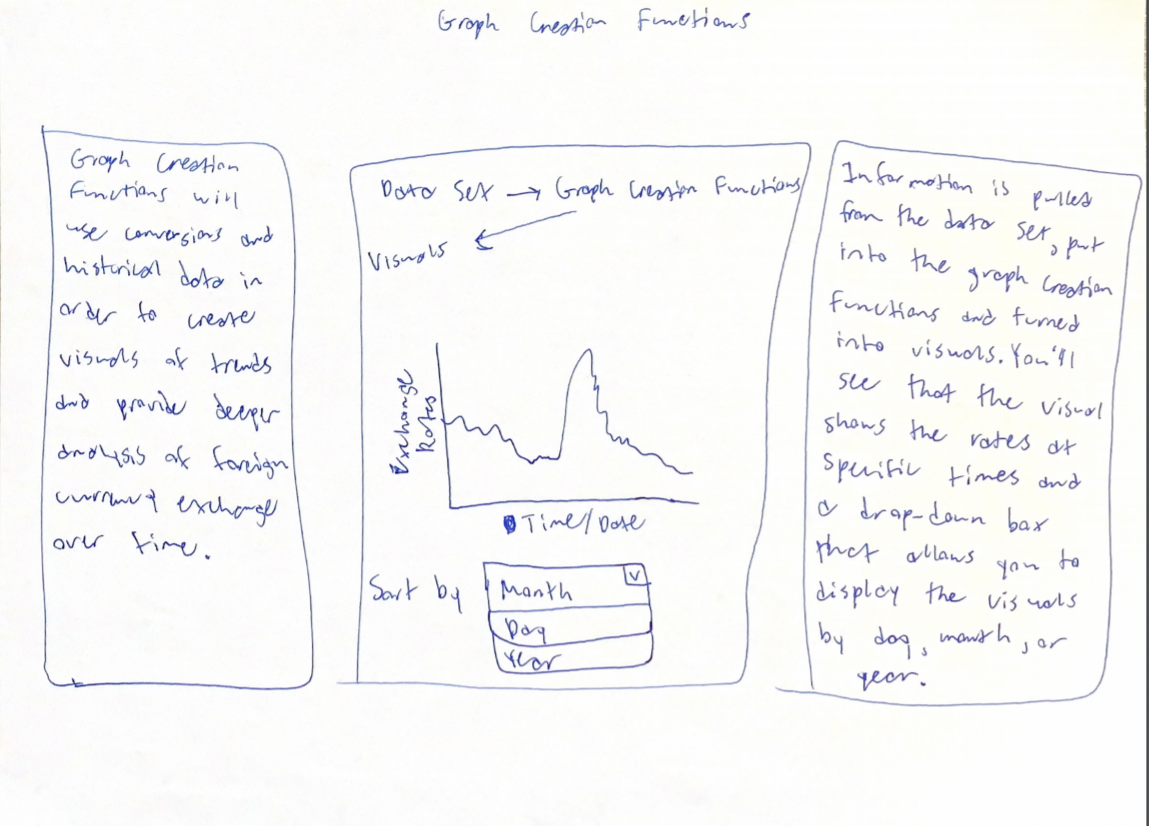 Graph Creation Functions
Graph Creation
Functions will
use conversions and
historical data in
order to create
visuals of trends
and provide deeper
analysis of foreign
currency exchange
over time.
Data Set → Graph Creation Functions
Visuals
Exchange
Rates
Time/Date
Sort by
Month
V
Day
Year
Information is pulled
from the data set, put
into the graph Creation
Functions and turned
into visuals. You'll
see that the visual
shows the rates at
specific times and
a drop-down box
that allows you to
display the visuals
by day, month, or
year.